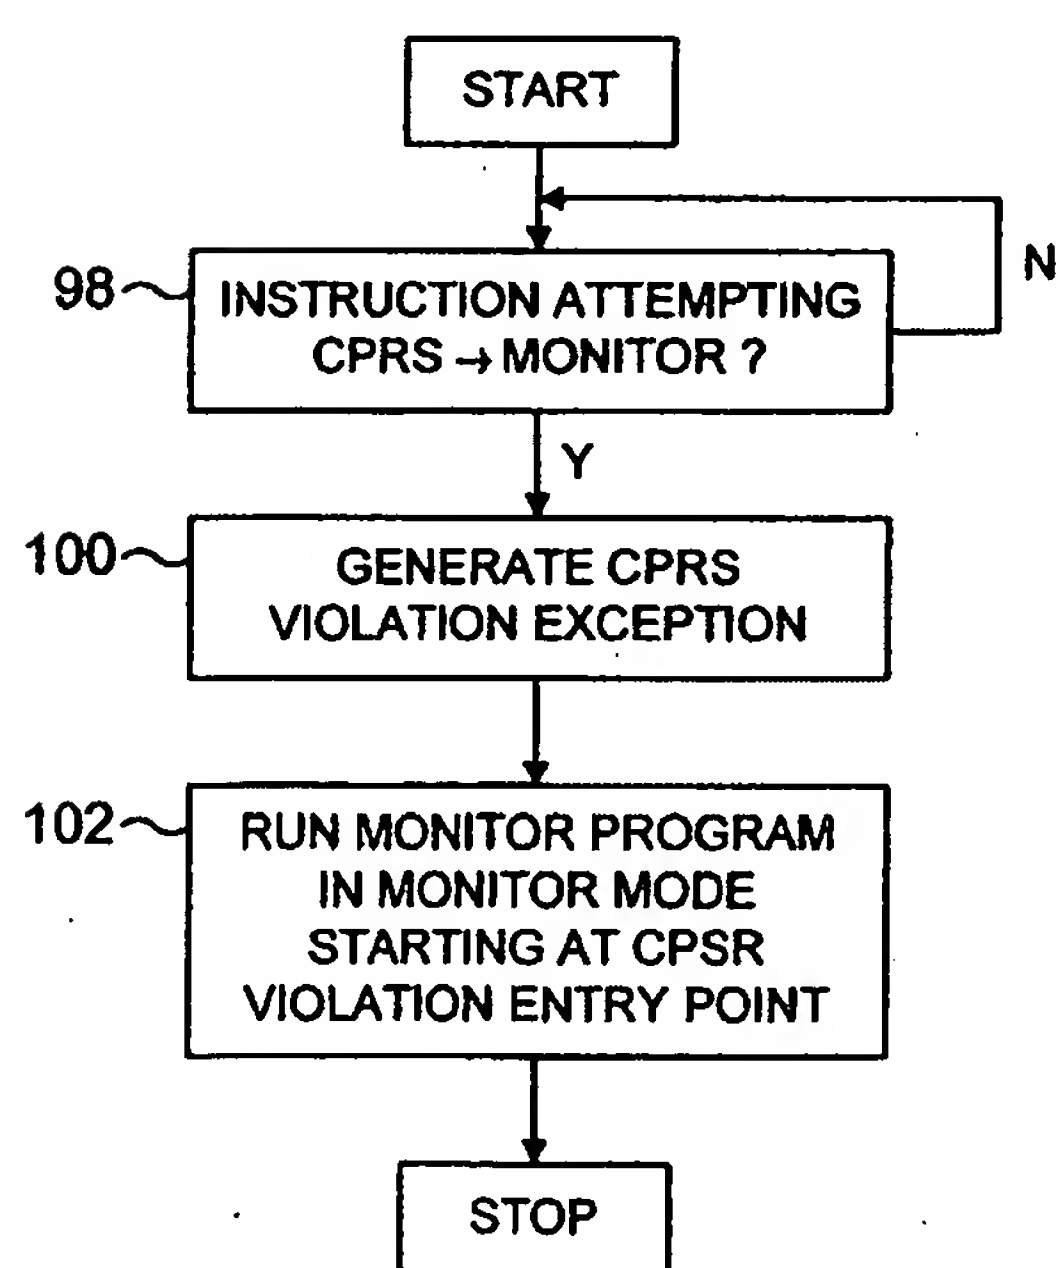 START
N
98
INSTRUCTION ATTEMPTING
CPRS → MONITOR ?
Y
100
GENERATE CPRS
VIOLATION EXCEPTION
102
RUN MONITOR PROGRAM
IN MONITOR MODE
STARTING AT CPSR
VIOLATION ENTRY POINT
STOP